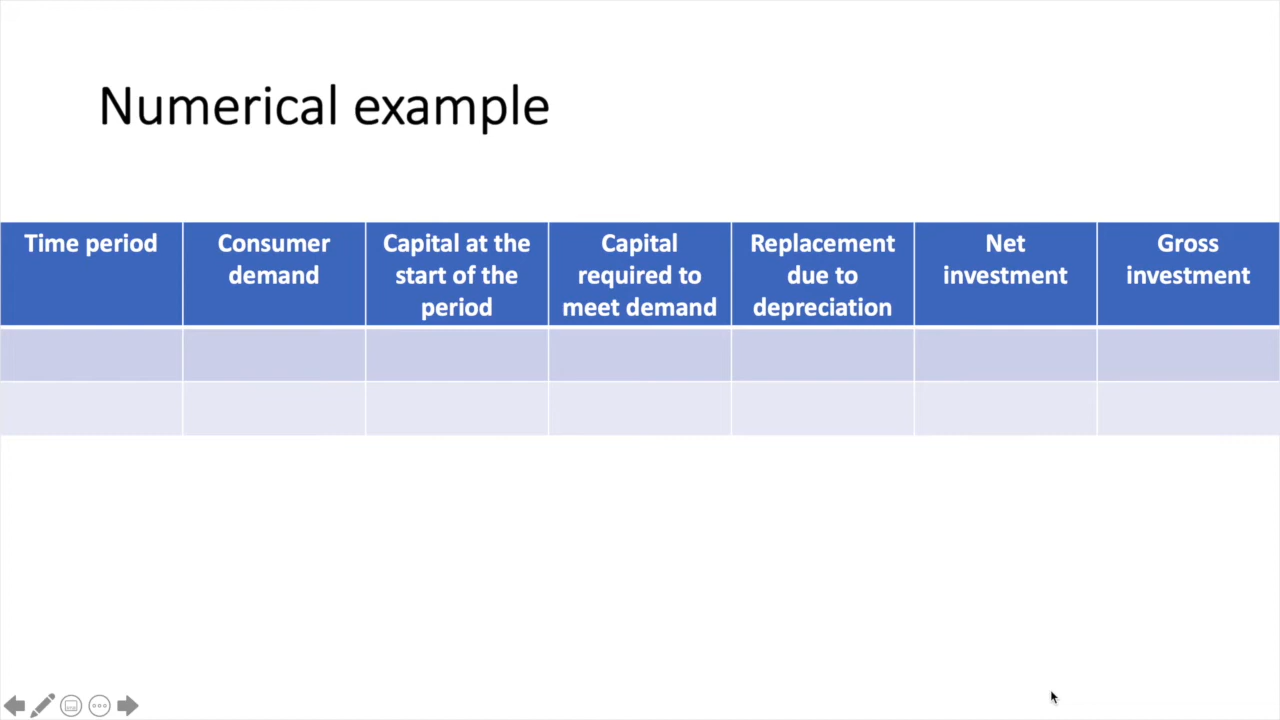 Numerical example
Time period
Consumer
demand
Capital at the
start of the
period
Capital
required to
meet demand
Replacement
due to
depreciation
Net
investment
Gross
investment